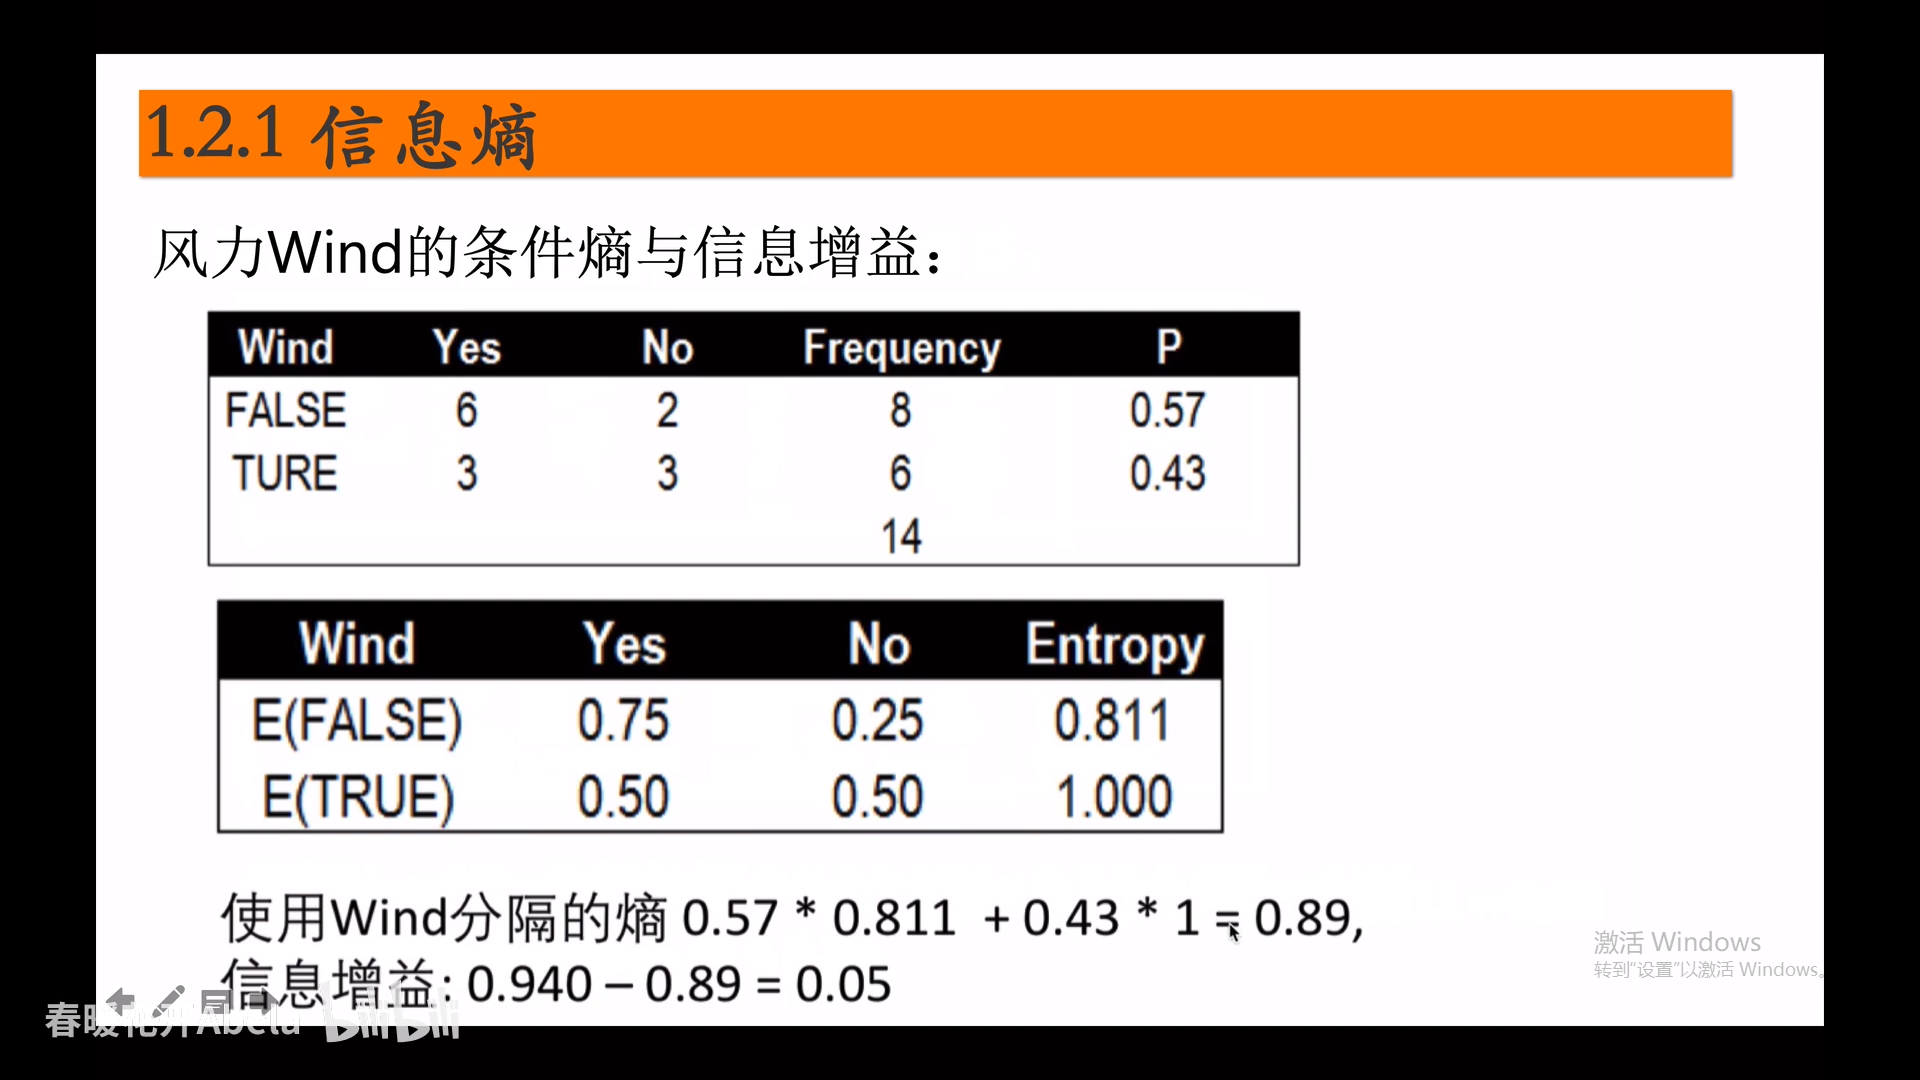 1.2.1 信息熵
风力Wind的条件熵与信息增益：
Wind Yes No Frequency P
FALSE 6 2 8 0.57
TURE 3 3 6 0.43
14
Wind Yes No Entropy
E(FALSE) 0.75 0.25 0.811
E(TRUE) 0.50 0.50 1.000
使用Wind分隔的熵 0.57 * 0.811 + 0.43 * 1 = 0.89,
信息增益: 0.940 – 0.89 = 0.05
激活 Windows
转到“设置”以激活 Windows。
春暖花开Abela bilibili